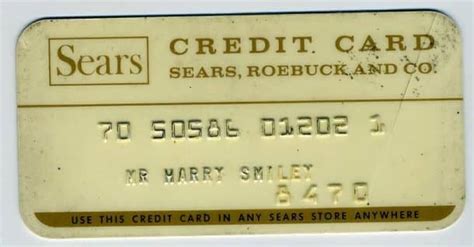 Sears
CREDIT CARD
SEARS, ROEBUCK AND CO.
70 50586 01202 1
MR HARRY SMILEY
8470
USE THIS CREDIT CARD IN ANY SEARS STORE ANYWHERE